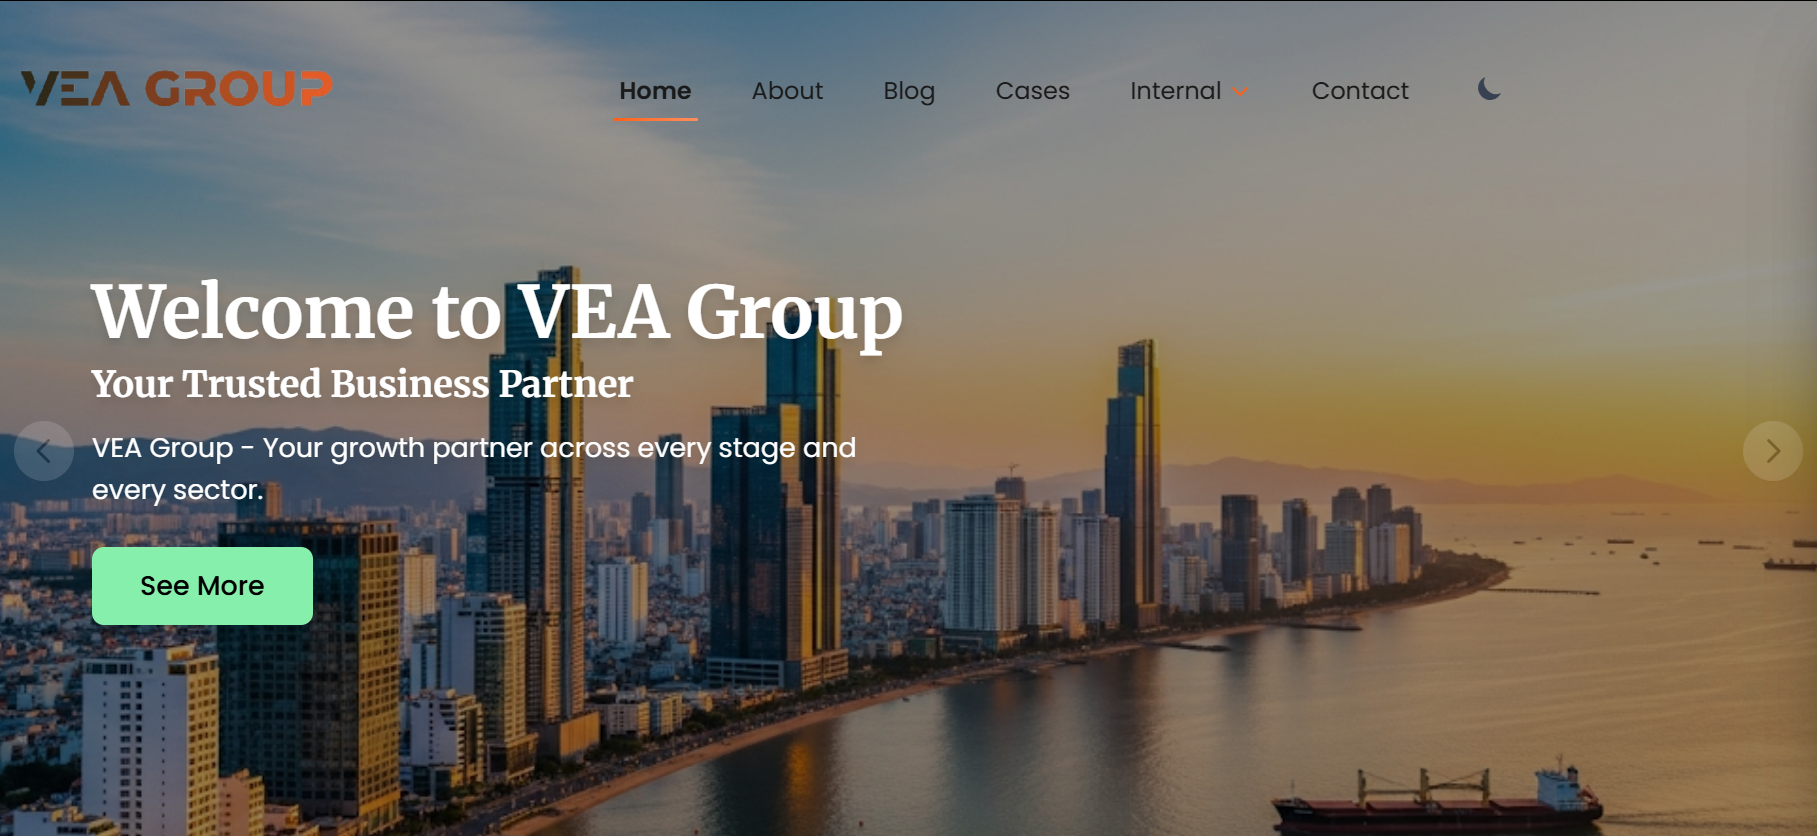 VEA GROUP
Home About Blog Cases Internal Contact
Welcome to VEA Group
Your Trusted Business Partner
VEA Group - Your growth partner across every stage and
every sector.
See More